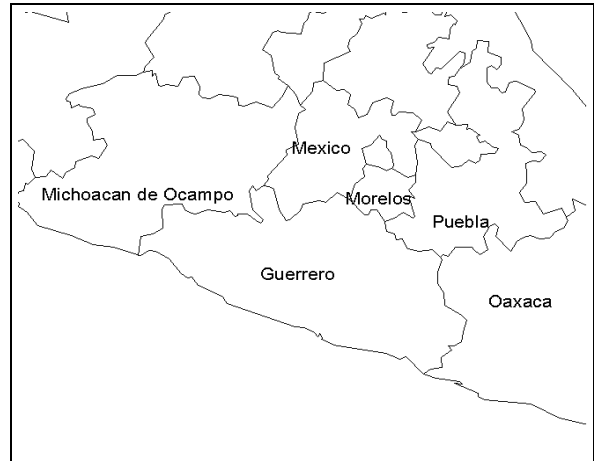 Mexico
Michoacan de Ocampo
Morelos
Puebla
Guerrero
Oaxaca